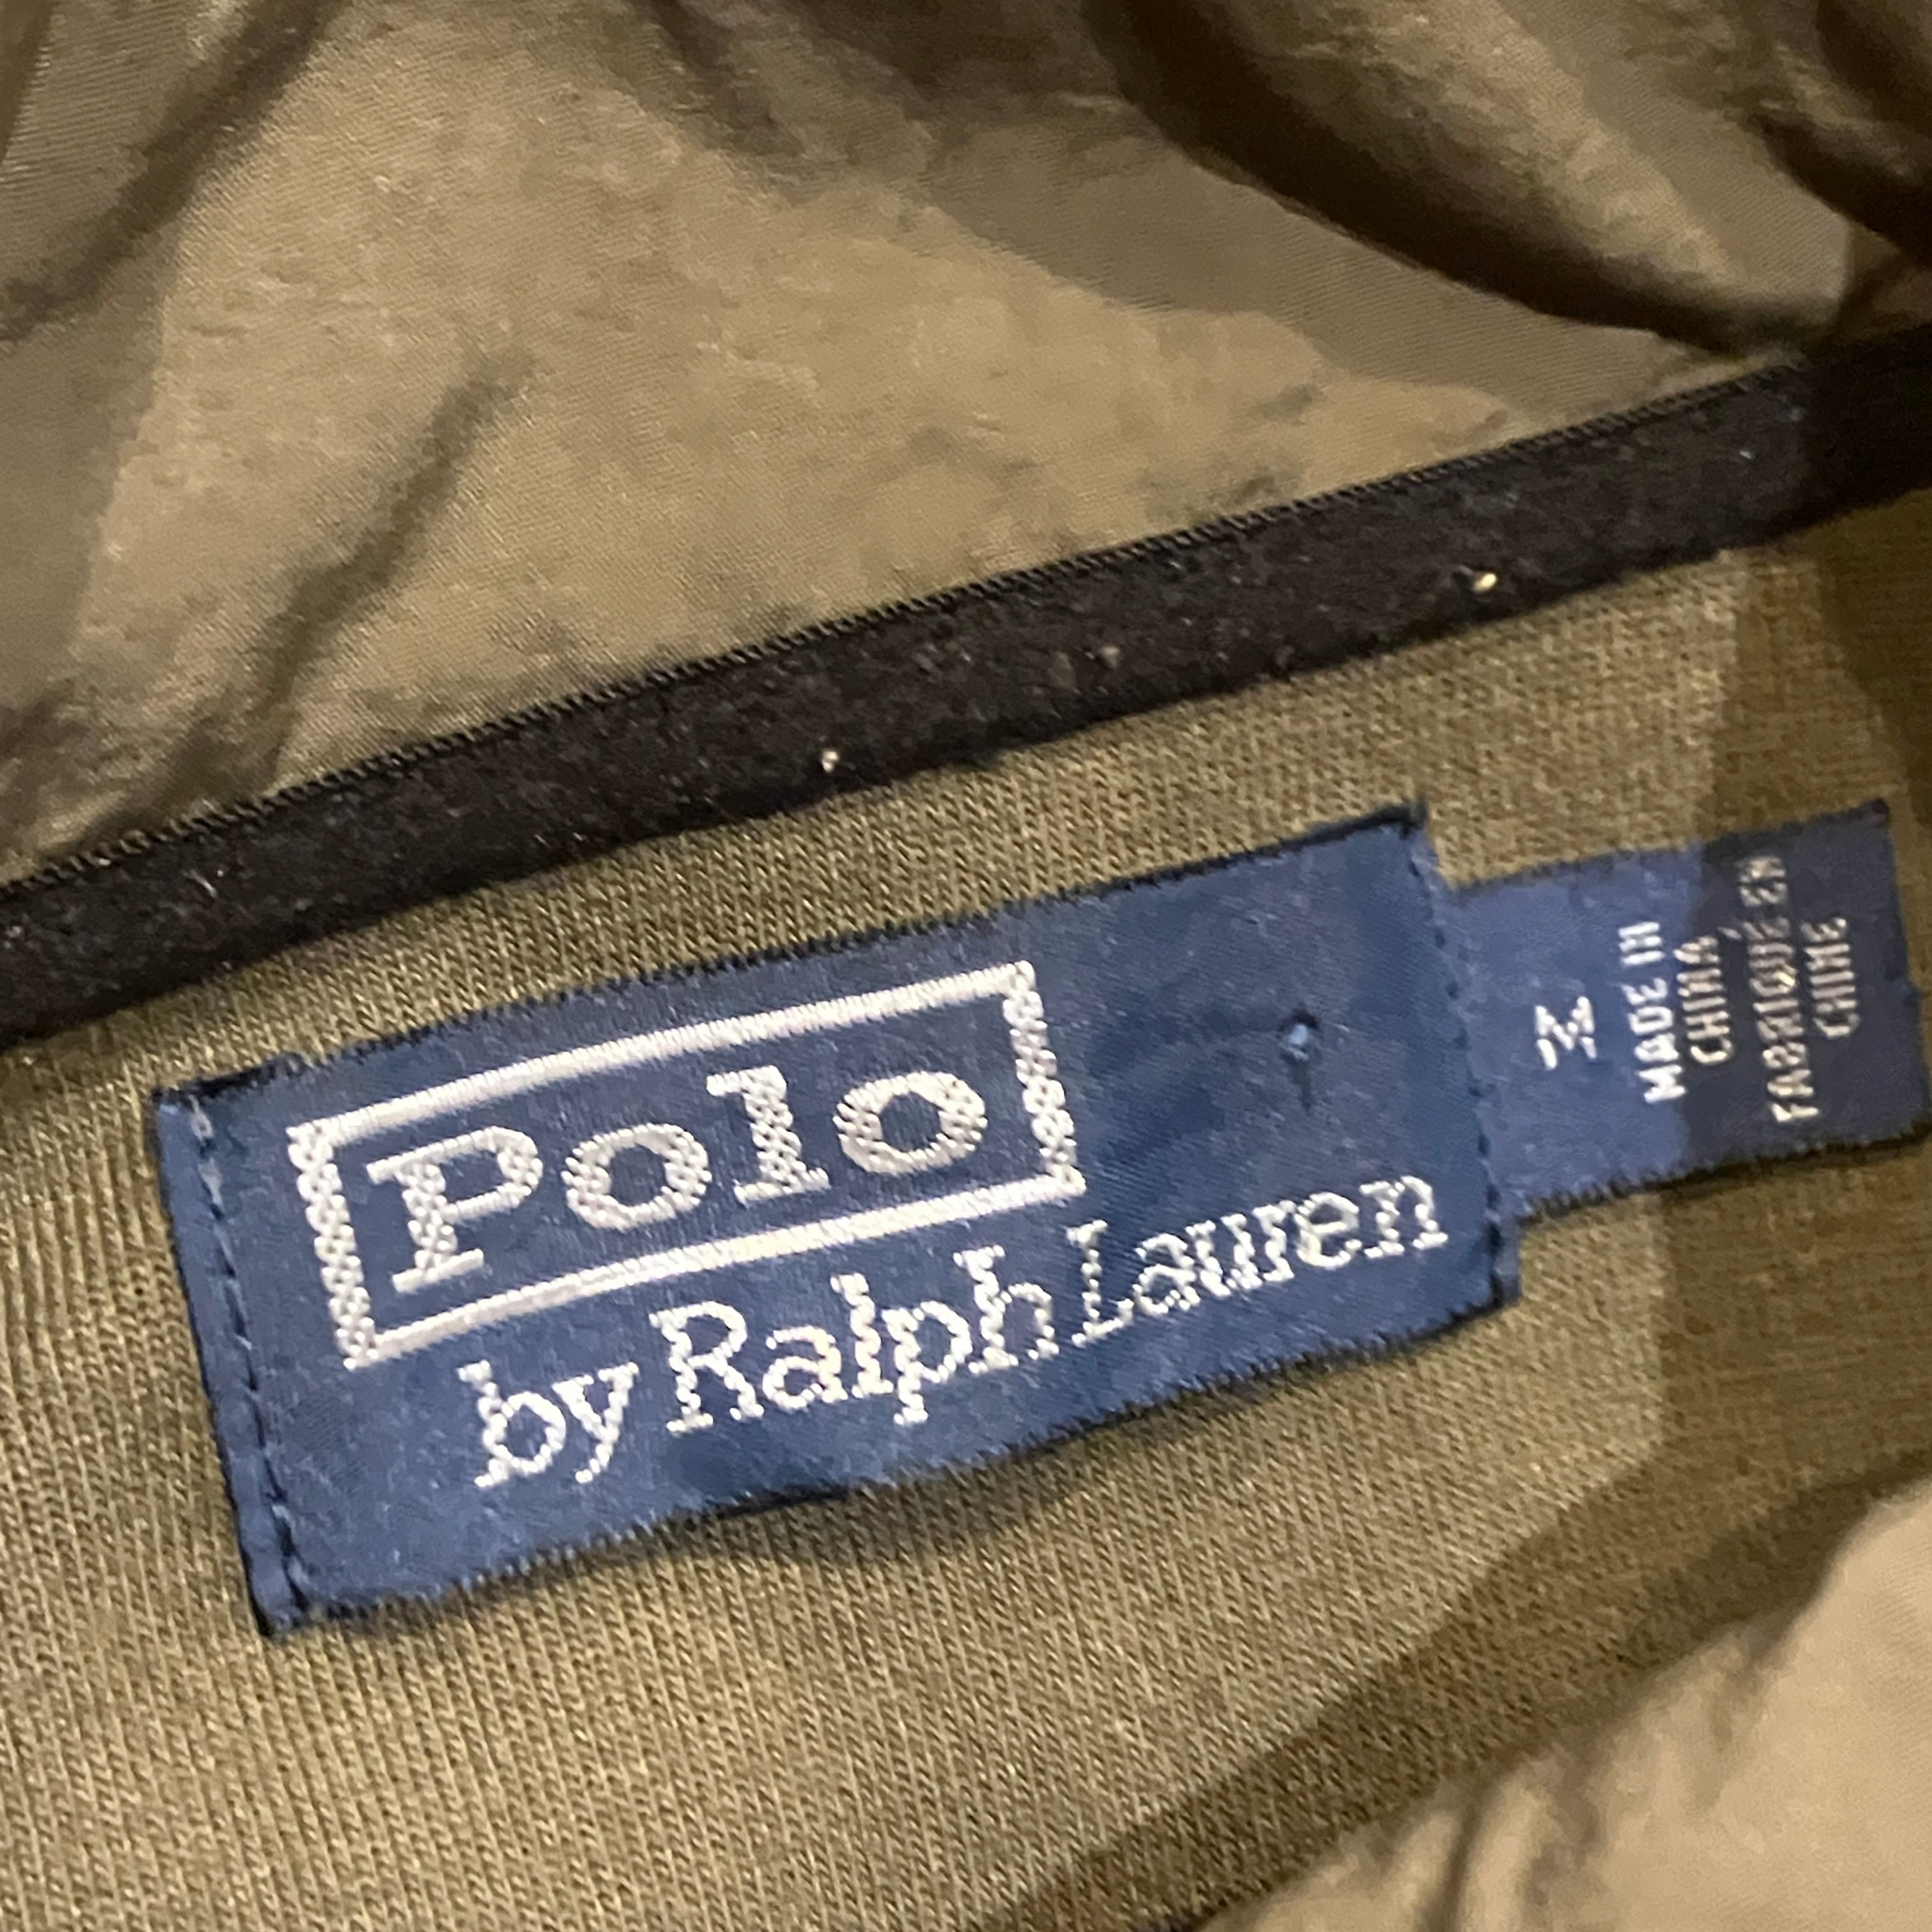 Polo
by Ralph Lauren
M
MADE IN
CHINA
FABRIQUÉ EN
CHINE